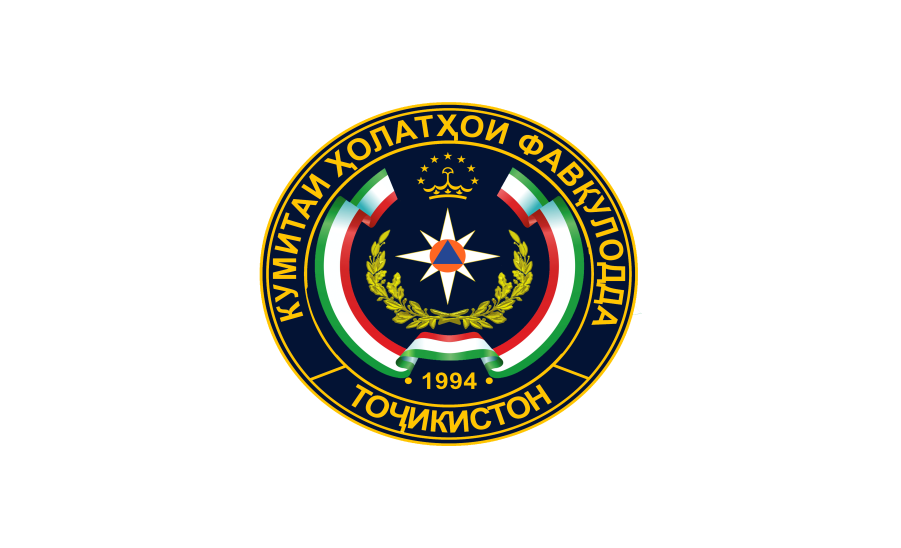 КУМИТАИ ҲОЛАТҲОИ ФАВҚУЛОДДА
• 1994 •
ТОҶИКИСТОН